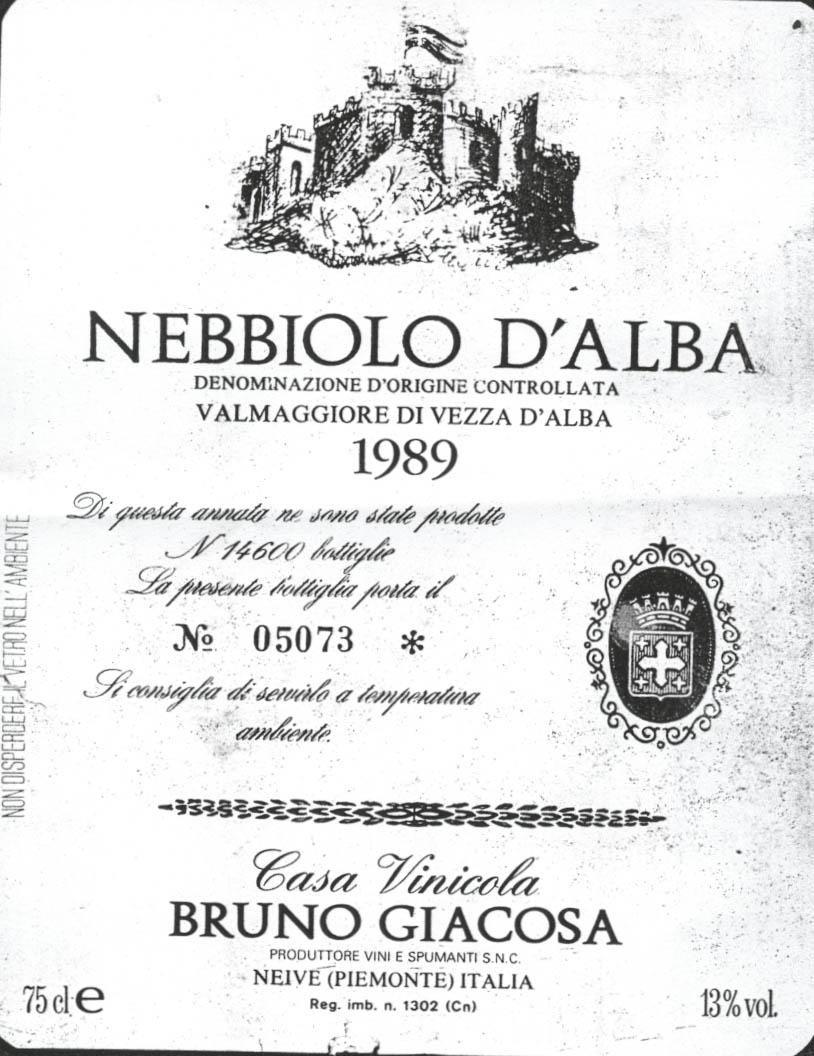 NEBBIOLO D'ALBA
DENOMINAZIONE D'ORIGINE CONTROLLATA
VALMAGGIORE DI VEZZA D'ALBA
1989
Di questa annata ne sono state prodotte
N 14600 bottiglie
La presente bottiglia porta il
№ 05073 *
Si consiglia di servirlo a temperatura
ambiente.
NON DISPERDERE IL VETRO NELL'AMBIENTE
Casa Vinicola
BRUNO GIACOSA
PRODUTTORE VINI E SPUMANTI S.N.C.
NEIVE (PIEMONTE) ITALIA
Reg. imb. n. 1302 (Cn)
75 cl e
13% vol.